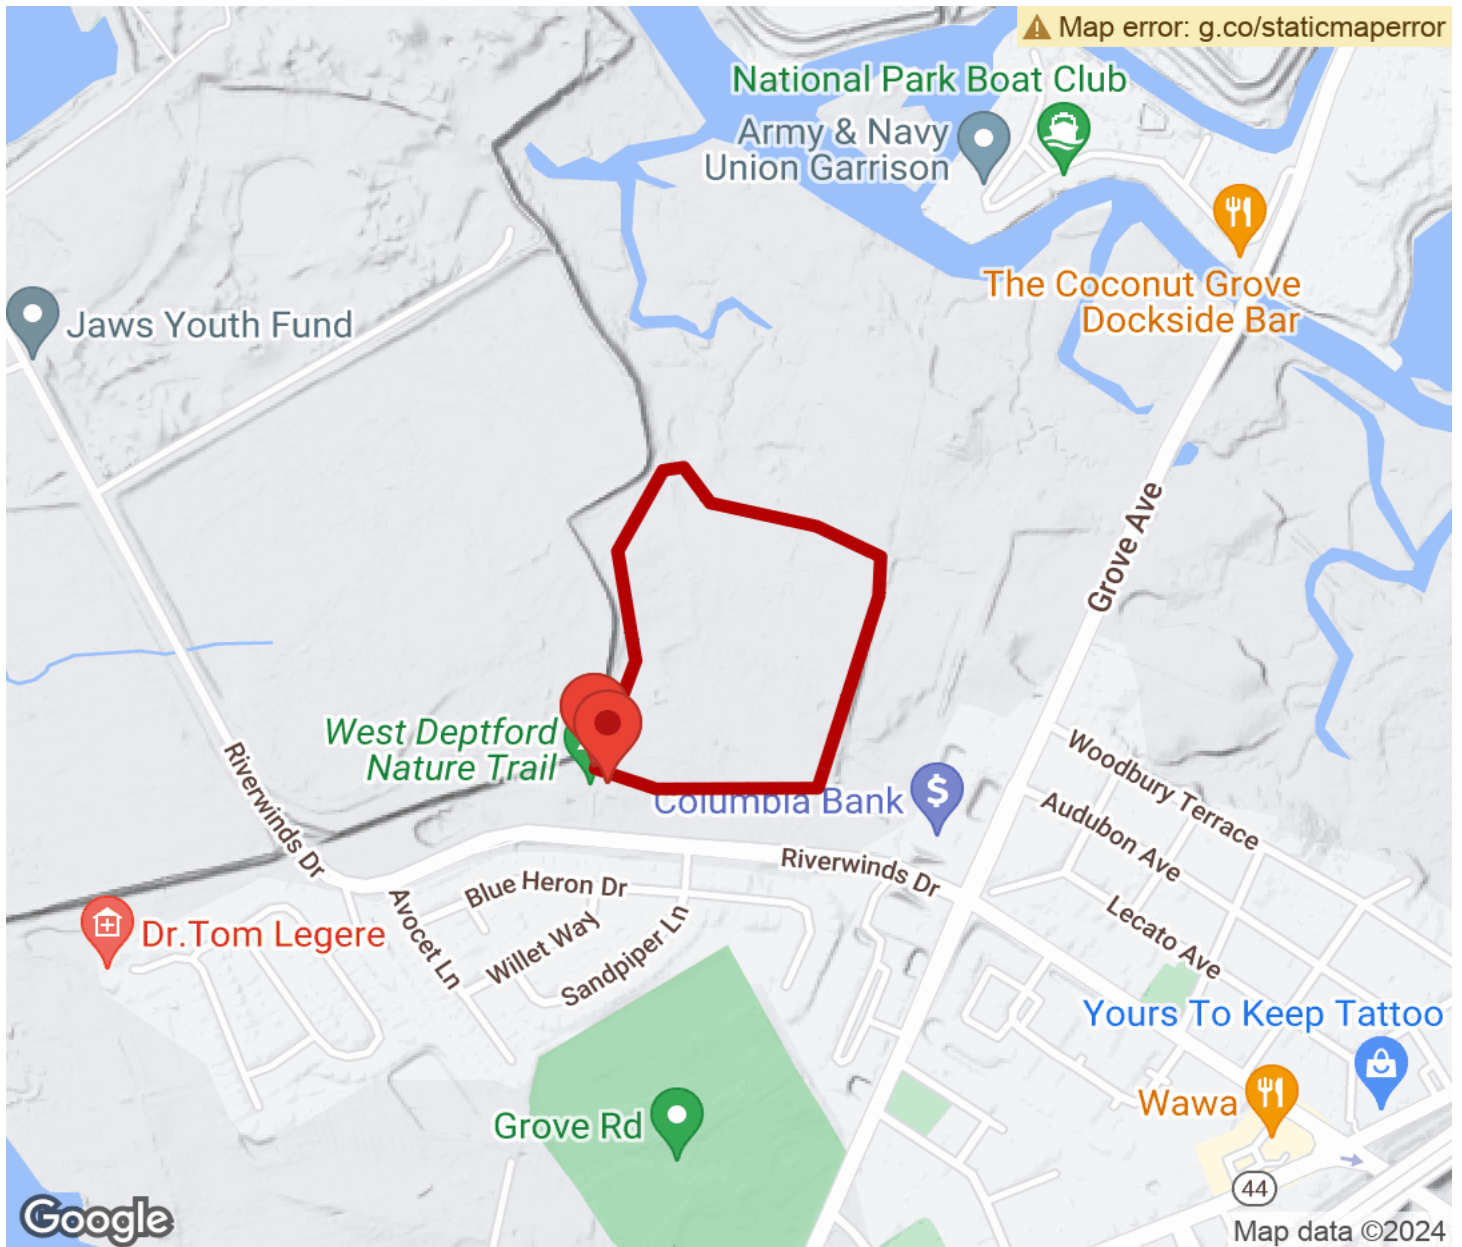 Map error: g.co/staticmaperror
National Park Boat Club
Army & Navy
Union Garrison
The Coconut Grove
Dockside Bar
Jaws Youth Fund
Grove Ave
West Deptford
Nature Trail
Columbia Bank
Woodbury Terrace
Audubon Ave
Riverwinds Dr
Riverwinds Dr
Blue Heron Dr
Avocet Ln
Willet Way
Sandpiper Ln
Lecato Ave
Dr.Tom Legere
Yours To Keep Tattoo
Wawa
Grove Rd
44
Google
Map data ©2024